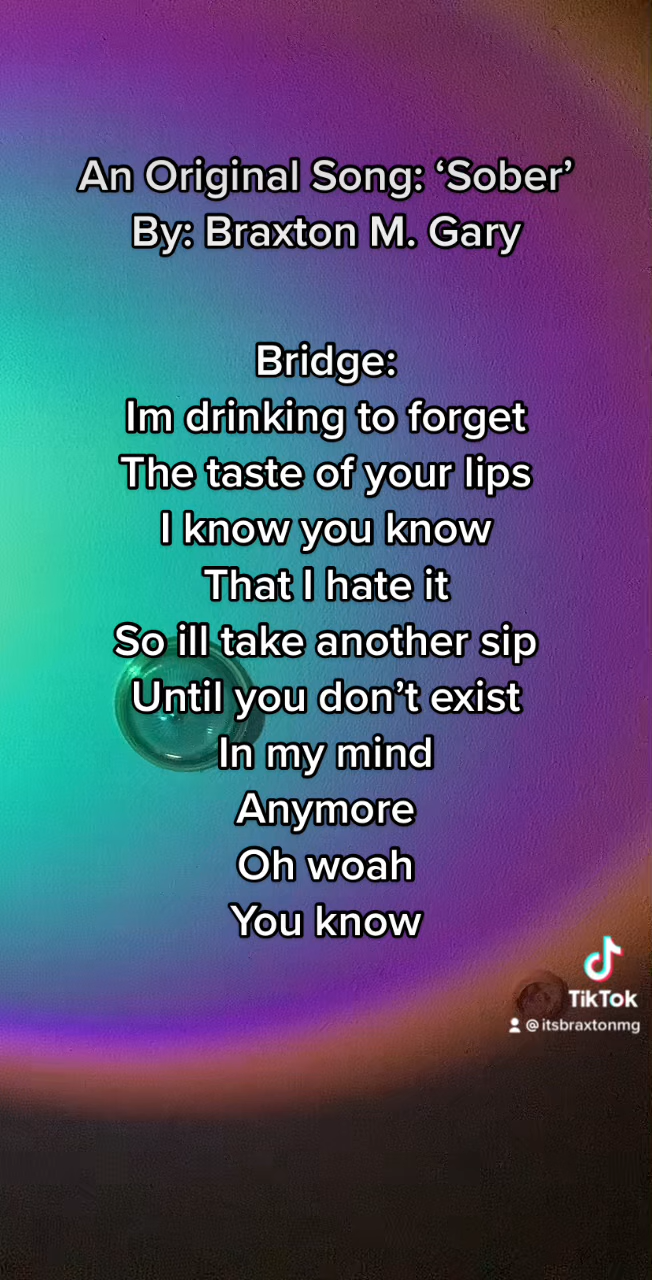 An Original Song: ‘Sober’
By: Braxton M. Gary
Bridge:
Im drinking to forget
The taste of your lips
I know you know
That I hate it
So ill take another sip
Until you don’t exist
In my mind
Anymore
Oh woah
You know
TikTok
@itsbraxtonmg